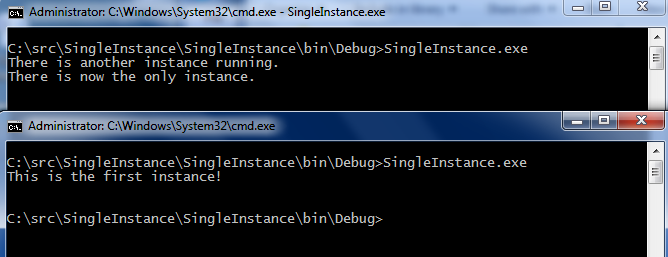 Administrator: C:\Windows\System32\cmd.exe - SingleInstance.exe
C:\src\SingleInstance\SingleInstance\bin\Debug>SingleInstance.exe
There is another instance running.
There is now the only instance.
Administrator: C:\Windows\System32\cmd.exe
C:\src\SingleInstance\SingleInstance\bin\Debug>SingleInstance.exe
This is the first instance!
C:\src\SingleInstance\SingleInstance\bin\Debug>